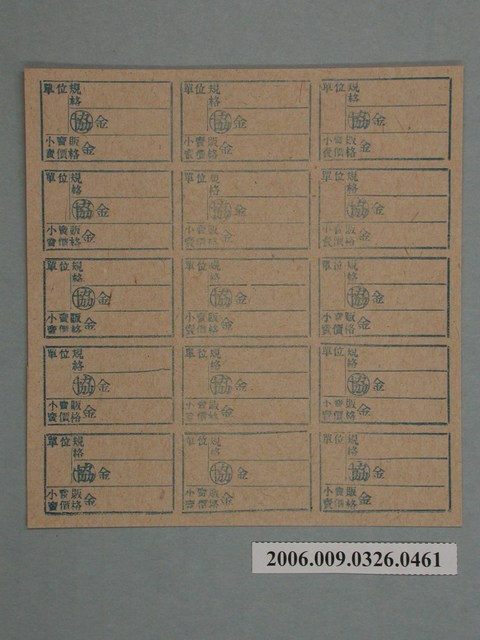 單位 規格
協 金
小賣販賣價格 金
單位 規格
協 金
小賣販賣價格 金
單位 規格
協 金
小賣販賣價格 金
單位 規格
協 金
小賣販賣價格 金
單位 規格
協 金
小賣販賣價格 金
單位 規格
協 金
小賣販賣價格 金
單位 規格
協 金
小賣販賣價格 金
單位 規格
協 金
小賣販賣價格 金
單位 規格
協 金
小賣販賣價格 金
單位 規格
協 金
小賣販賣價格 金
單位 規格
協 金
小賣販賣價格 金
單位 規格
協 金
小賣販賣價格 金
單位 規格
協 金
小賣販賣價格 金
單位 規格
協 金
小賣販賣價格 金
單位 規格
協 金
小賣販賣價格 金
2006.009.0326.0461